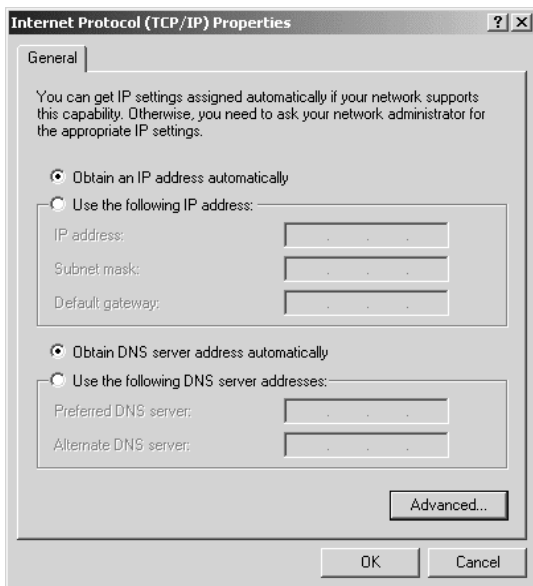 Internet Protocol (TCP/IP) Properties
General
You can get IP settings assigned automatically if your network supports
this capability. Otherwise, you need to ask your network administrator for
the appropriate IP settings.
Obtain an IP address automatically
Use the following IP address:
IP address:
Subnet mask:
Default gateway:
Obtain DNS server address automatically
Use the following DNS server addresses:
Preferred DNS server:
Alternate DNS server:
Advanced...
OK Cancel